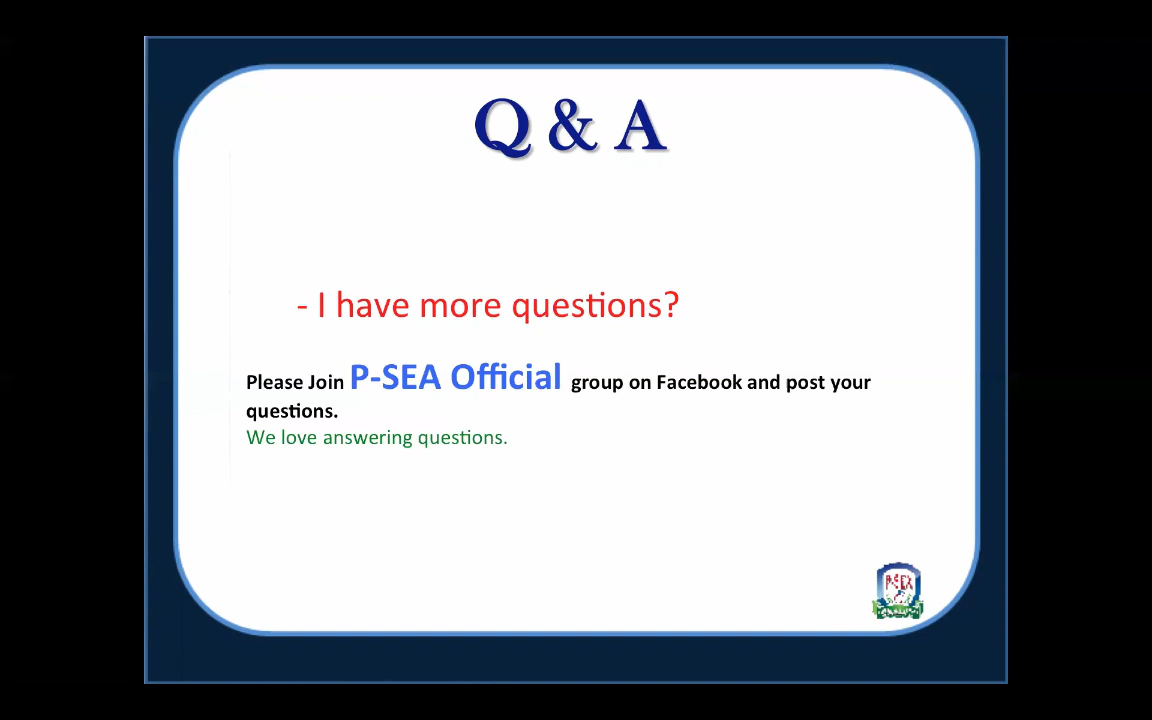 Q & A
- I have more questions?
Please Join P-SEA Official group on Facebook and post your
questions.
We love answering questions.